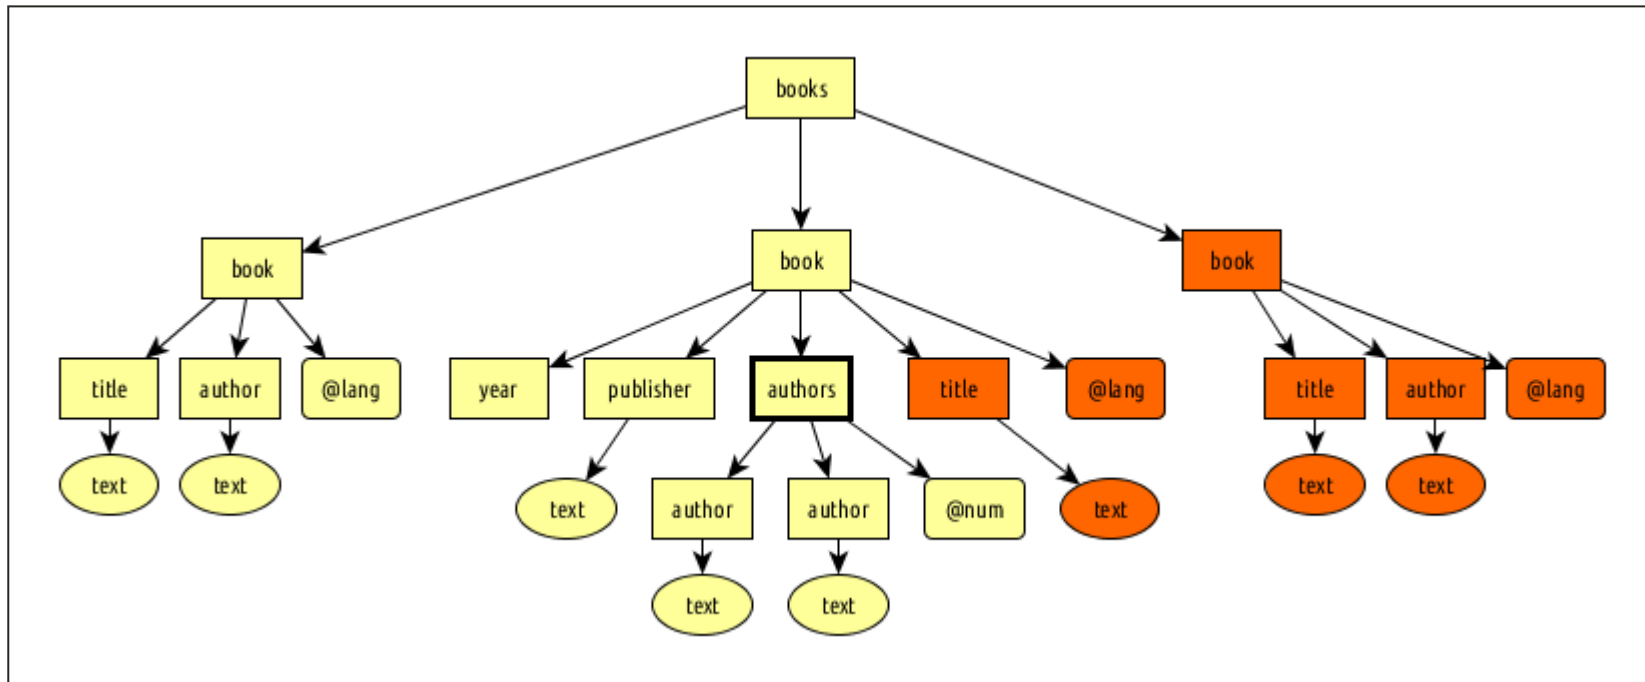 books
book
book
book
title
author
@lang
year
publisher
authors
title
@lang
title
author
@lang
text
text
text
author
author
@num
text
text
text
text
text